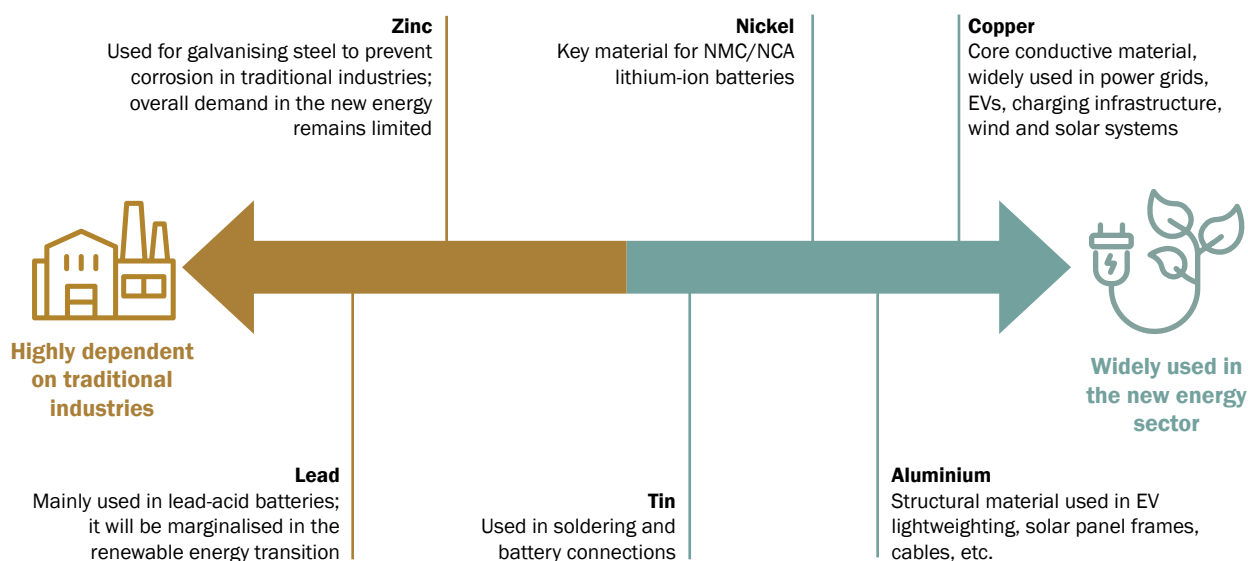 Zinc
Used for galvanising steel to prevent
corrosion in traditional industries;
overall demand in the new energy
remains limited
Nickel
Key material for NMC/NCA
lithium-ion batteries
Copper
Core conductive material,
widely used in power grids,
EVs, charging infrastructure,
wind and solar systems
Highly dependent
on traditional
industries
Widely used in
the new energy
sector
Lead
Mainly used in lead-acid batteries;
it will be marginalised in the
renewable energy transition
Tin
Used in soldering and
battery connections
Aluminium
Structural material used in EV
lightweighting, solar panel frames,
cables, etc.